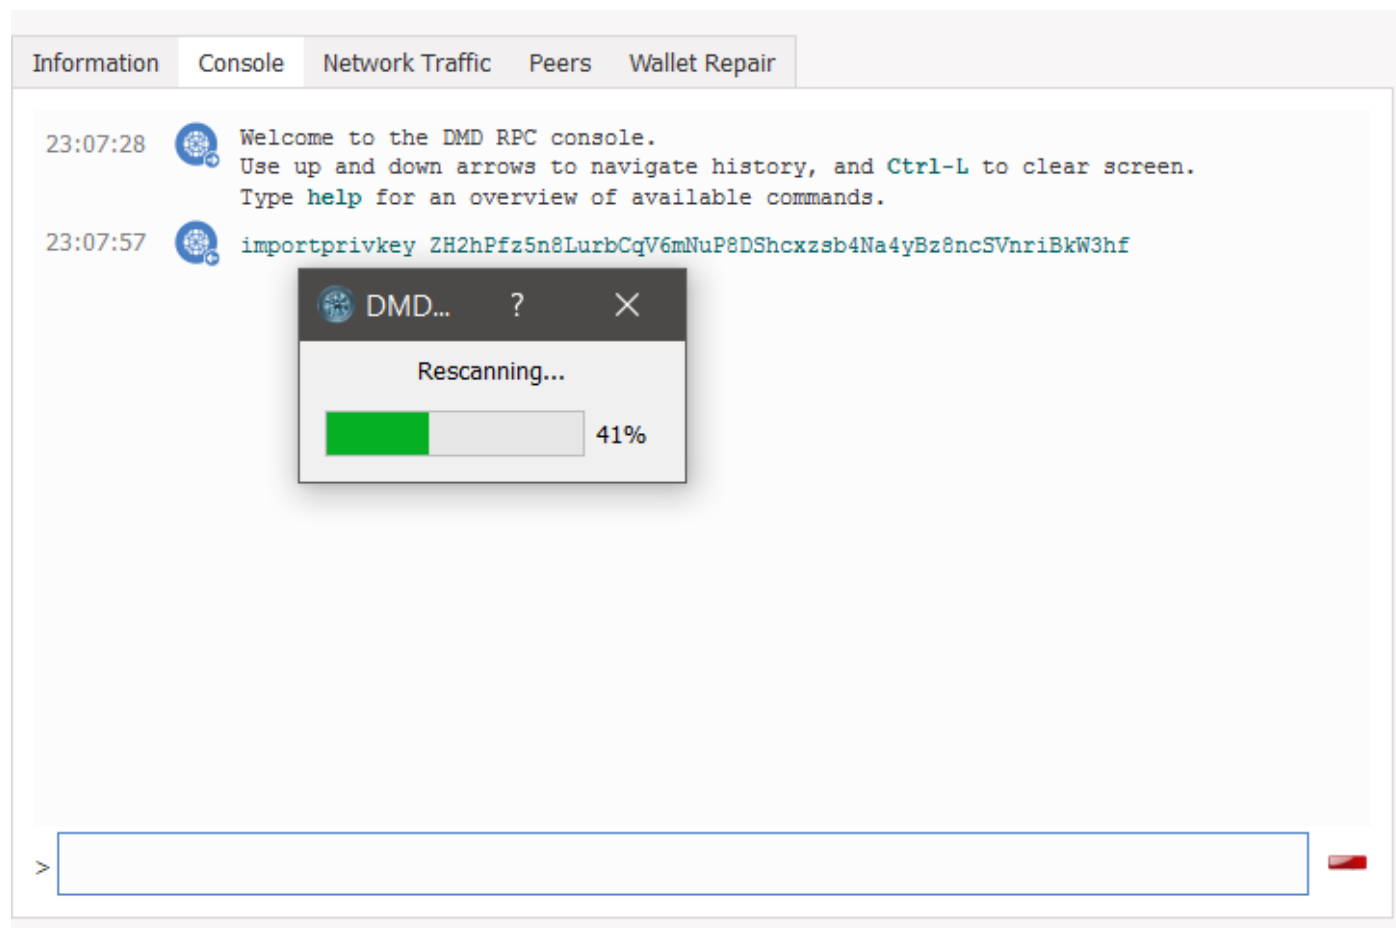 Information Console Network Traffic Peers Wallet Repair
23:07:28 Welcome to the DMD RPC console.
Use up and down arrows to navigate history, and Ctrl-L to clear screen.
Type help for an overview of available commands.
23:07:57 importprivkey ZH2hPfz5n8LurbCqV6mNuP8DShcxzsb4Na4yBz8ncSVnriBkW3hf
DMD... ?
Rescanning...
41%
>